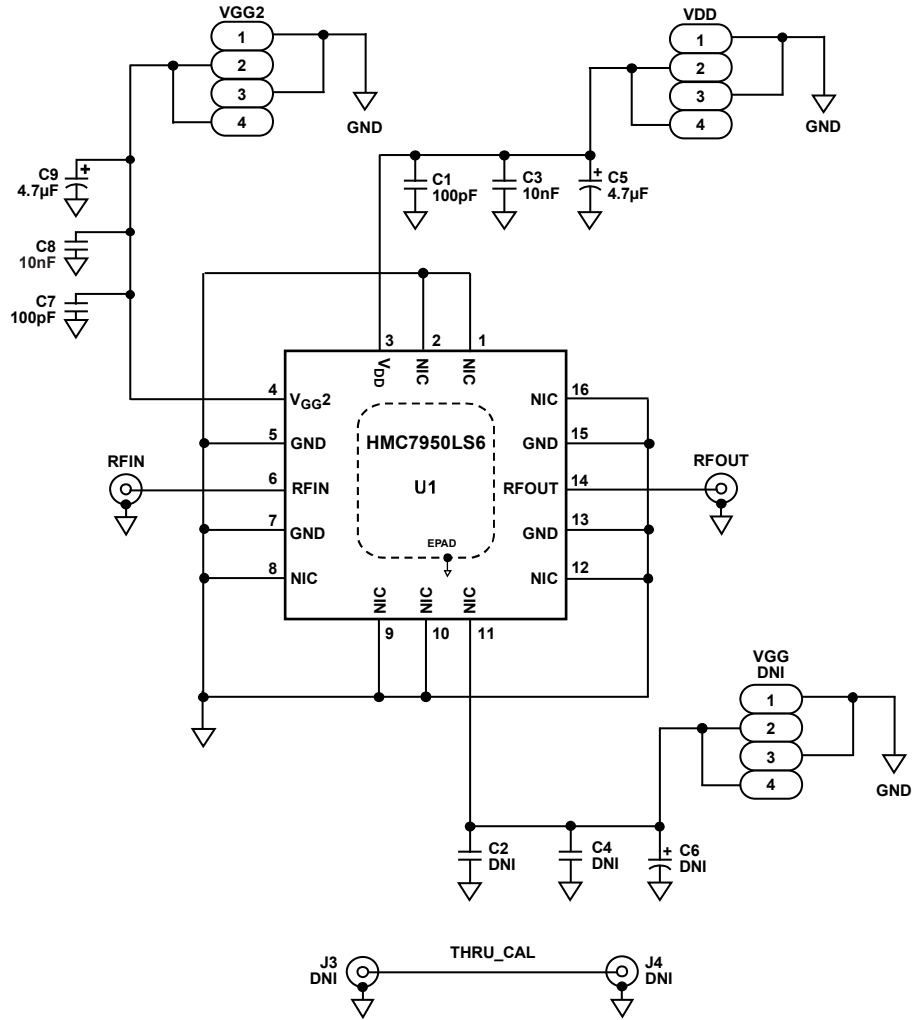 VGG2
1
2
3
4
GND
VDD
1
2
3
4
GND
C9
4.7µF
C8
10nF
C7
100pF
C1
100pF
C3
10nF
C5
4.7µF
+
+
3
2
1
VDD
NIC
NIC
4
VGG2
5
GND
6
RFIN
7
GND
8
NIC
HMC7950LS6
U1
EPAD
16
NIC
15
GND
14
RFOUT
13
GND
12
NIC
NIC
NIC
NIC
9
10
11
RFIN
RFOUT
VGG
DNI
1
2
3
4
GND
C2
DNI
C4
DNI
+
C6
DNI
THRU_CAL
J3
DNI
J4
DNI